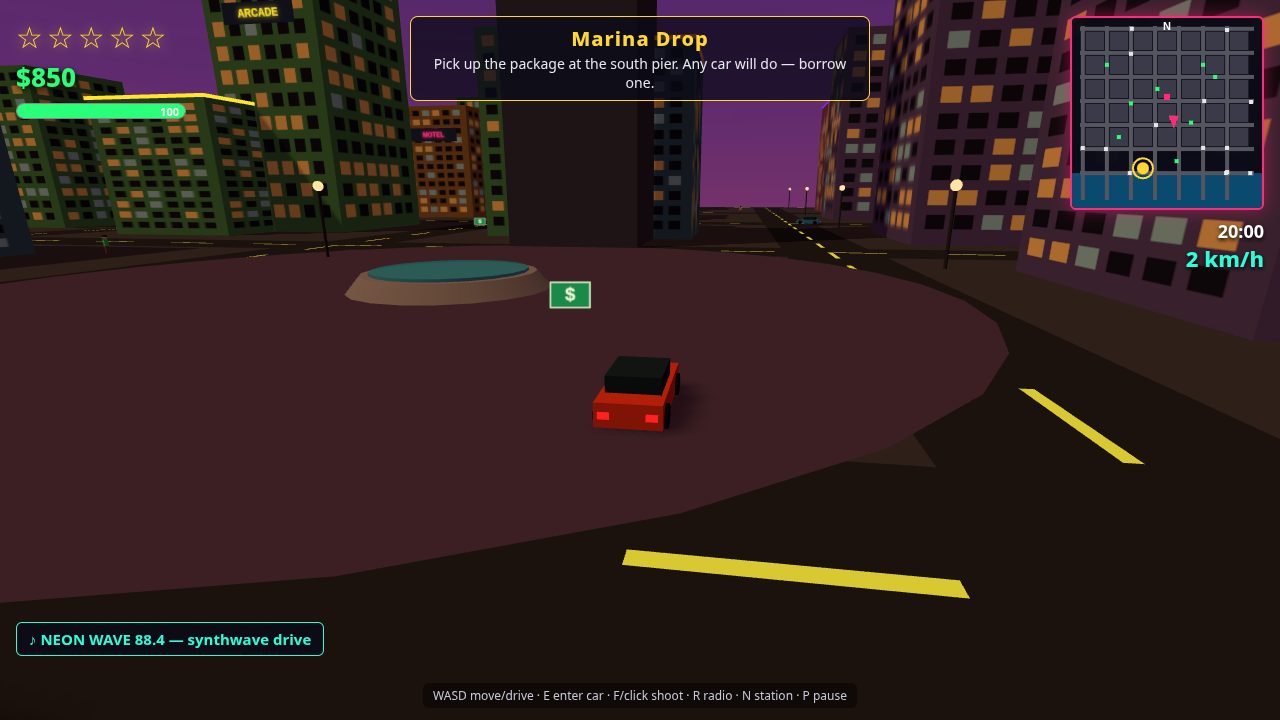 ARCADE
☆☆☆☆☆
$850
100
Marina Drop
Pick up the package at the south pier. Any car will do — borrow
one.
N
MOTEL
20:00
2 km/h
$
$
♪ NEON WAVE 88.4 — synthwave drive
WASD move/drive · E enter car · F/click shoot · R radio · N station · P pause